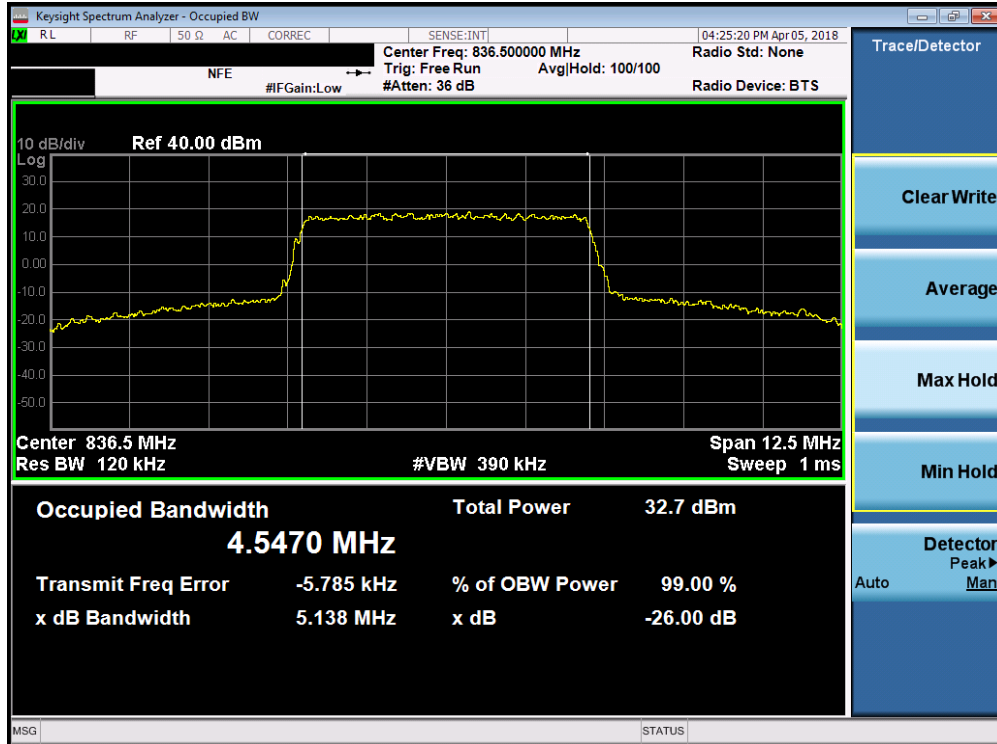 Keysight Spectrum Analyzer - Occupied BW
LXI RL RF 50 Ω AC CORREC SENSE:INT 04:25:20 PM Apr 05, 2018
Center Freq: 836.500000 MHz Radio Std: None
NFE Trig: Free Run Avg|Hold: 100/100
#IFGain:Low #Atten: 36 dB Radio Device: BTS
10 dB/div Ref 40.00 dBm
Log
30.0
20.0
10.0
0.00
-10.0
-20.0
-30.0
-40.0
-50.0
Center 836.5 MHz Span 12.5 MHz
Res BW 120 kHz #VBW 390 kHz Sweep 1 ms
Occupied Bandwidth Total Power 32.7 dBm
4.5470 MHz
Transmit Freq Error -5.785 kHz % of OBW Power 99.00 %
x dB Bandwidth 5.138 MHz x dB -26.00 dB
MSG STATUS
Trace/Detector
Clear Write
Average
Max Hold
Min Hold
Detector
Peak▶
Auto Man